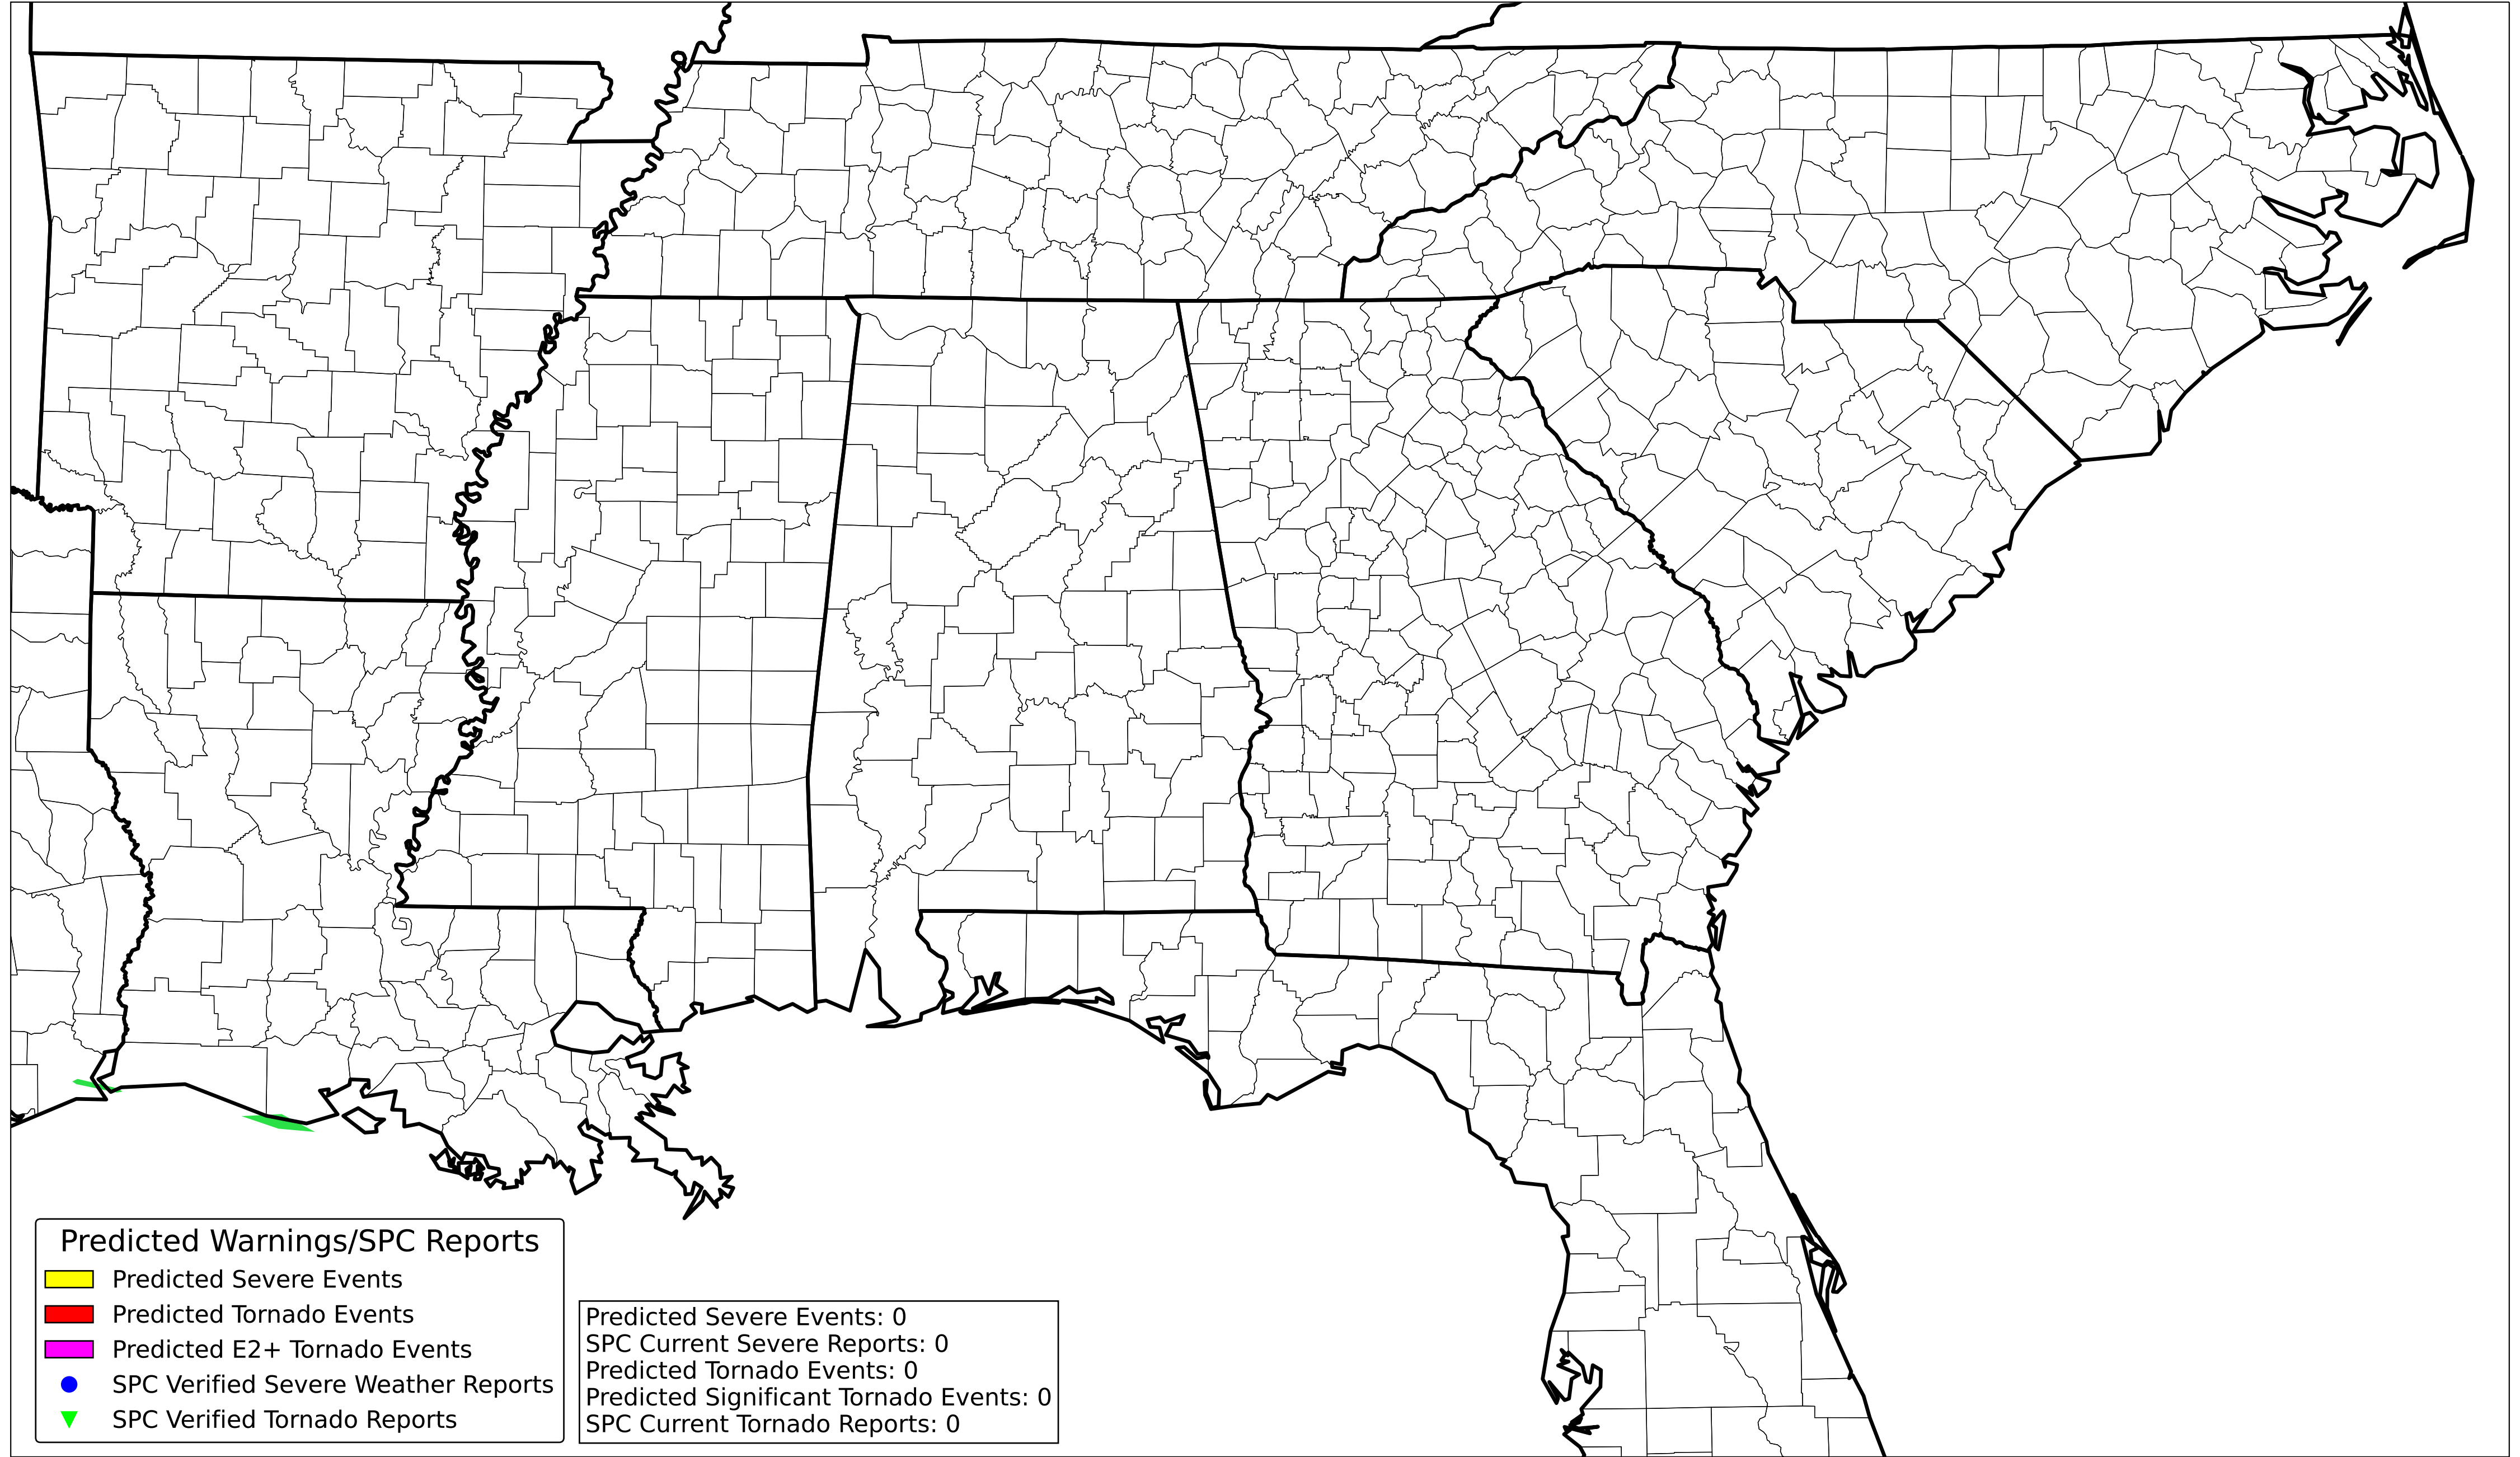 Predicted Warnings/SPC Reports
Predicted Severe Events
Predicted Tornado Events
Predicted E2+ Tornado Events
SPC Verified Severe Weather Reports
SPC Verified Tornado Reports
Predicted Severe Events: 0
SPC Current Severe Reports: 0
Predicted Tornado Events: 0
Predicted Significant Tornado Events: 0
SPC Current Tornado Reports: 0